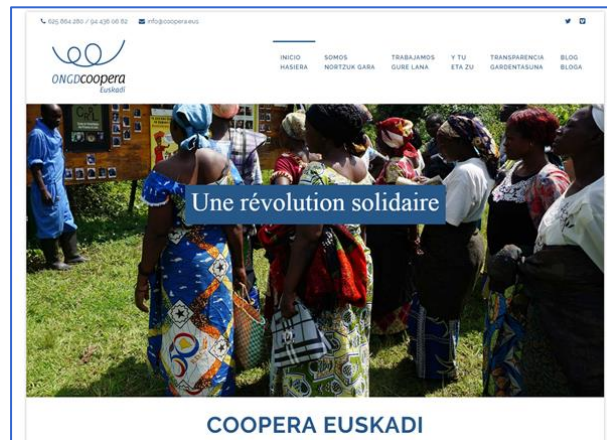 625 664 280 / 94 436 06 62 info@coopera.eus
ONGDcoopera
Euskadi
INICIO SOMOS TRABAJAMOS Y TU TRANSPARENCIA BLOG
HASIERA NORTZUK GARA GURE LANA ETA ZU GARDENTASUNA BLOGA
Une révolution solidaire
COOPERA EUSKADI